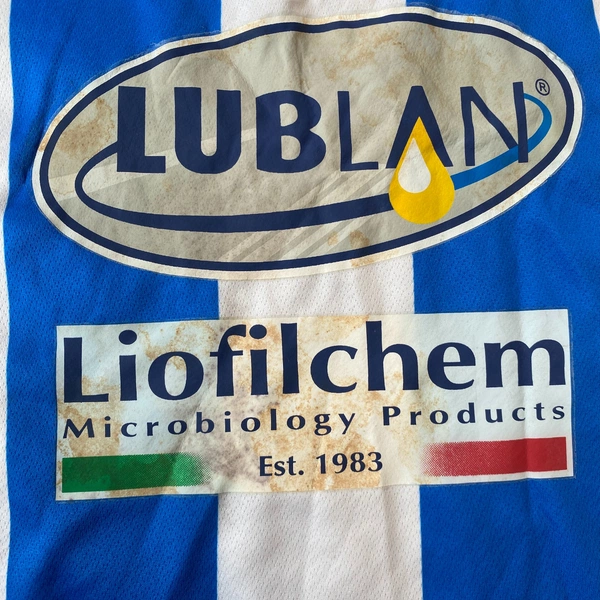 LUBLAN®
Liofilchem
Microbiology Products
Est. 1983